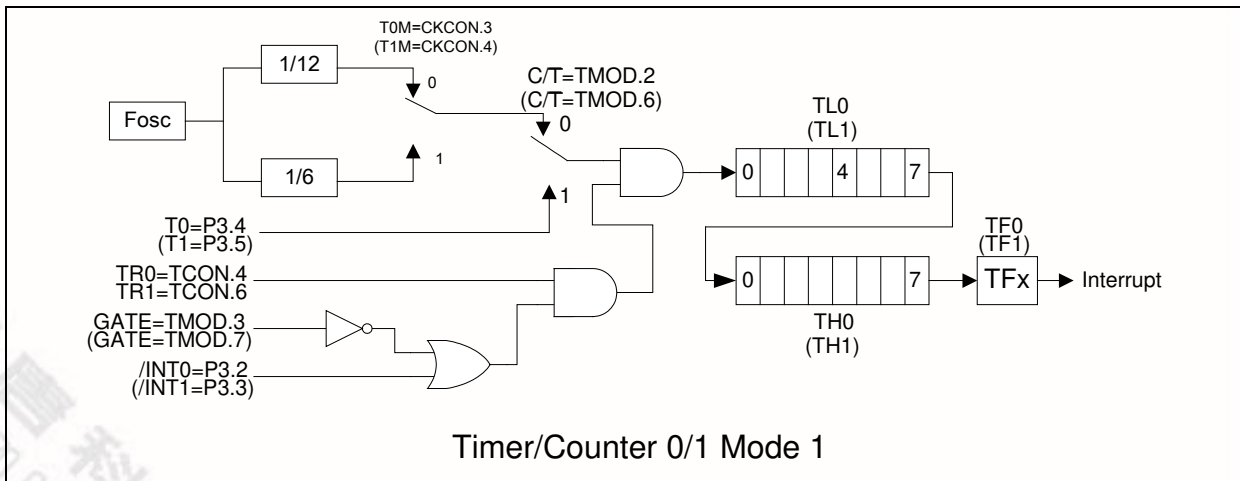 T0M=CKCON.3
(T1M=CKCON.4)
1/12
0
C/T̅=TMOD.2
(C/T̅=TMOD.6)
Fosc
0
TL0
(TL1)
1
1/6
0 4 7
1
T0=P3.4
(T1=P3.5)
TF0
(TF1)
TR0=TCON.4
TR1=TCON.6
0 7
TFx
Interrupt
GATE=TMOD.3
(GATE=TMOD.7)
TH0
(TH1)
/INT0=P3.2
(/INT1=P3.3)
Timer/Counter 0/1 Mode 1